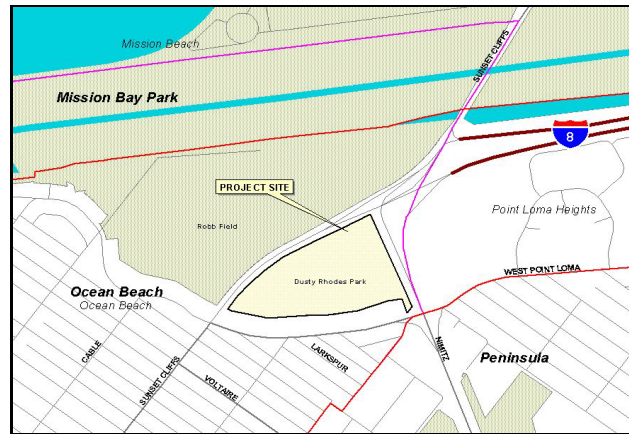 Mission Beach
SUNSET CLIFFS
Mission Bay Park
8
PROJECT SITE
Point Loma Heights
Robb Field
WEST POINT LOMA
Dusty Rhodes Park
Ocean Beach
Ocean Beach
CABLE
SUNSET CLIFFS
VOLTAIRE
LARKSPUR
NIMITZ
Peninsula